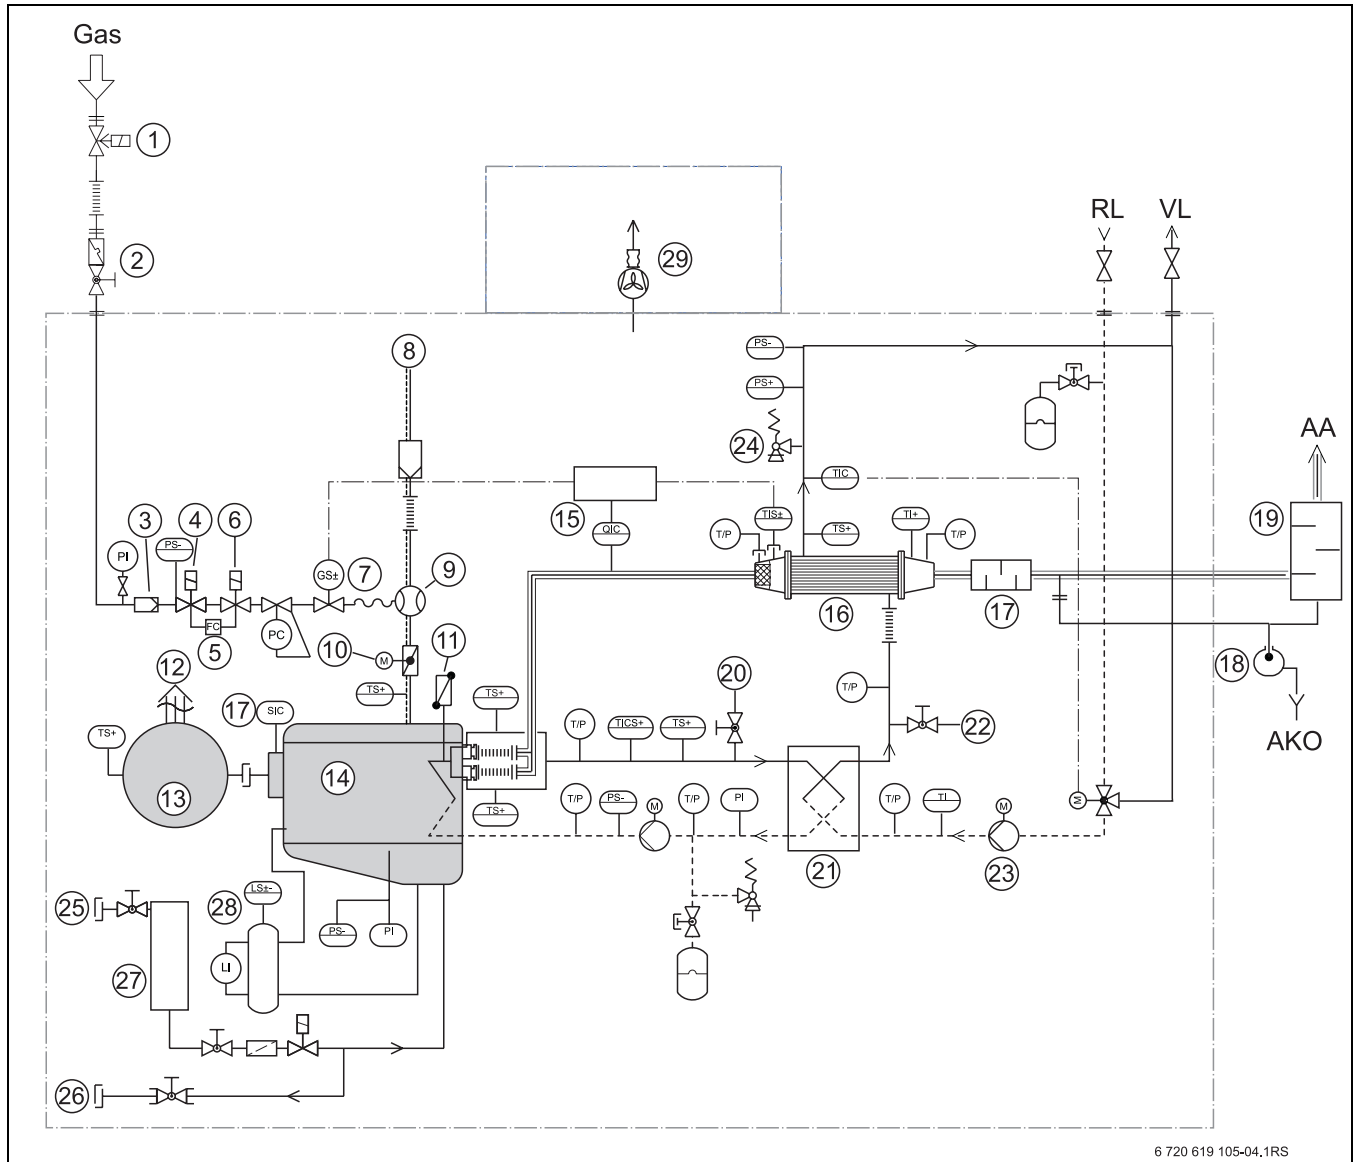 Gas
1
2
29
RL
VL
8
PS-
PS+
24
AA
TIC
15
QIC
TIS±
T/P
TS+
TI+
T/P
19
3
4
6
PI
PS-
GS±
7
9
FC
5
PC
16
17
10
M
11
18
12
TS+
17
SIC
TS+
20
T/P
22
AKO
TS+
13
14
T/P
TICS+
TS+
TS+
T/P
PS-
M
T/P
PI
T/P
TI
M
M
21
23
25
28
LS±-
PS-
PI
27
LI
26
6 720 619 105-04.1RS